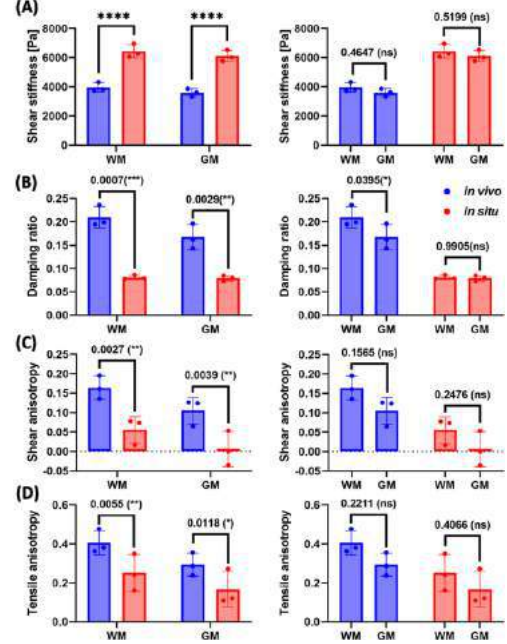 (A)
Shear stiffness [Pa]
8000
6000
4000
2000
0
****
****
WM
GM
Shear stiffness [Pa]
8000
6000
4000
2000
0
0.4647 (ns)
0.5199 (ns)
WM
GM
WM
GM
(B)
Damping ratio
0.25
0.20
0.15
0.10
0.05
0.00
0.0007(***)
0.0029(**)
WM
GM
Damping ratio
0.25
0.20
0.15
0.10
0.05
0.00
0.0395(*)
0.9905(ns)
in vivo
in situ
WM
GM
WM
GM
(C)
Shear anisotropy
0.25
0.20
0.15
0.10
0.05
0.00
-0.05
0.0027 (**)
0.0039 (**)
WM
GM
Shear anisotropy
0.25
0.20
0.15
0.10
0.05
0.00
-0.05
0.1565 (ns)
0.2476 (ns)
WM
GM
WM
GM
(D)
Tensile anisotropy
0.6
0.4
0.2
0.0
0.0055 (**)
0.0118 (*)
WM
GM
Tensile anisotropy
0.6
0.4
0.2
0.0
0.2211 (ns)
0.4066 (ns)
WM
GM
WM
GM